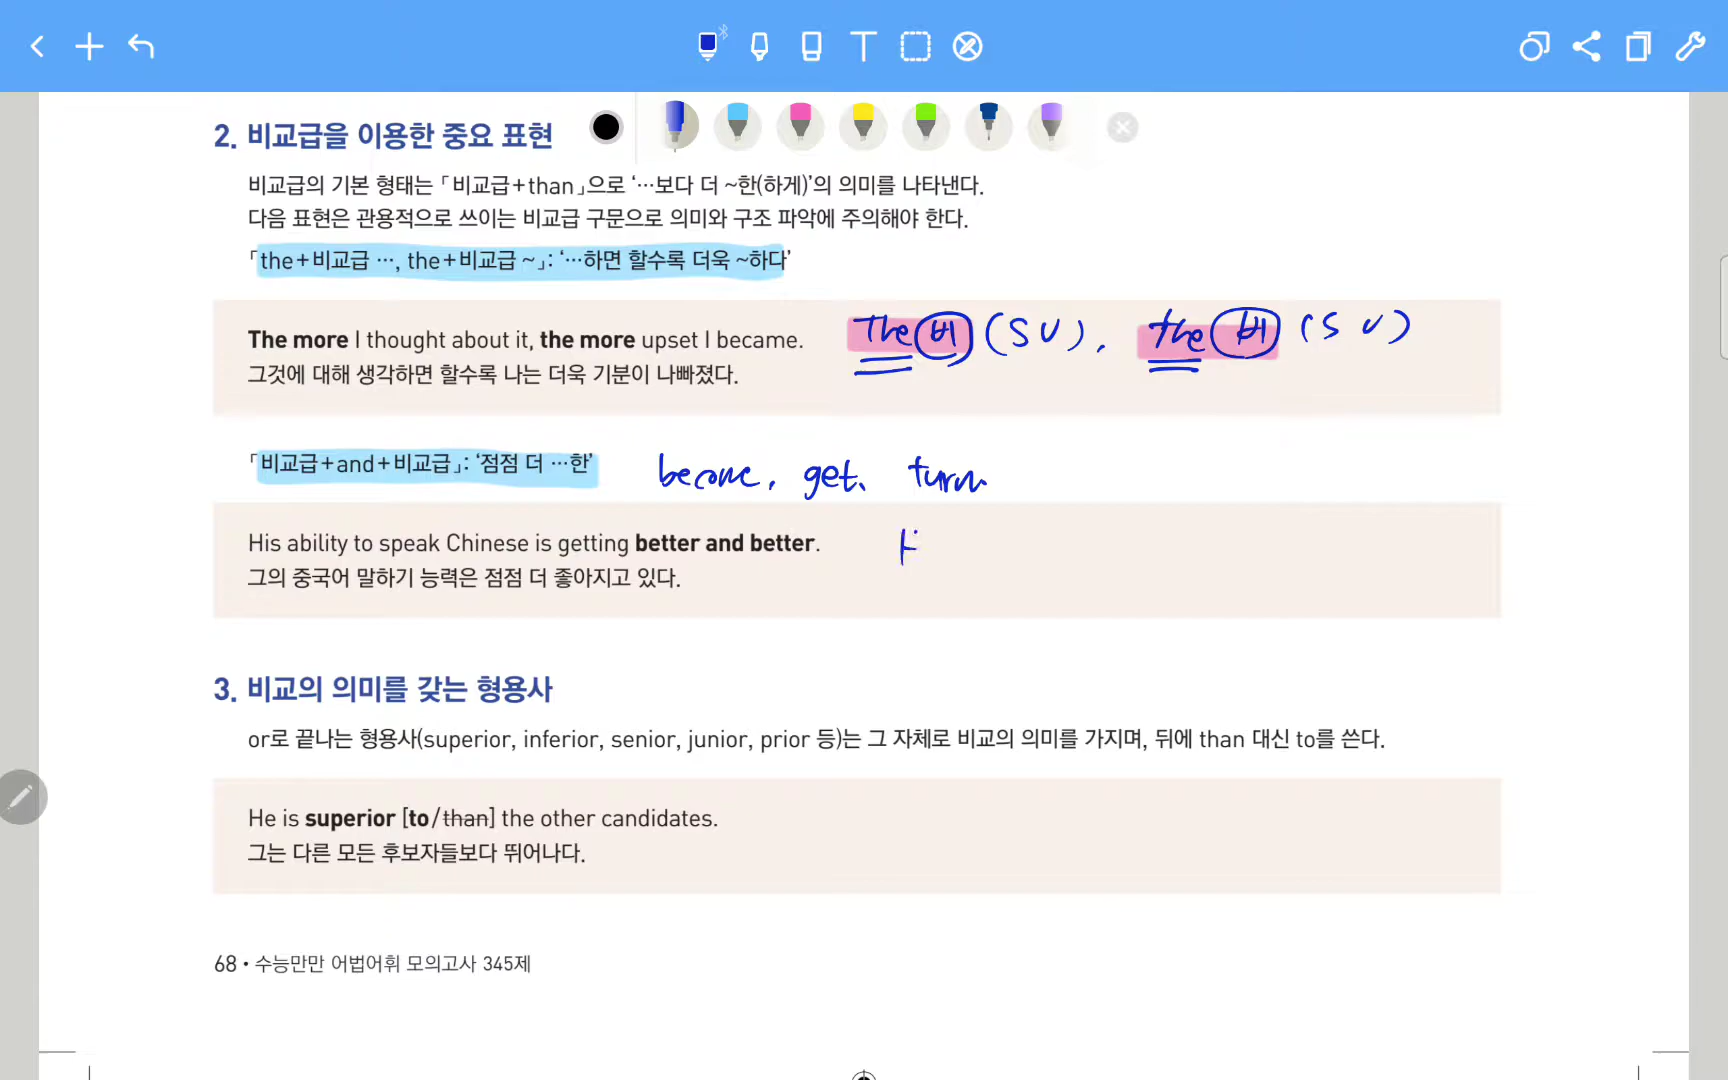 T
2. 비교급을 이용한 중요 표현
비교급의 기본 형태는 「비교급+than」으로 ‘…보다 더 ~한(하게)’의 의미를 나타낸다.
다음 표현은 관용적으로 쓰이는 비교급 구문으로 의미와 구조 파악에 주의해야 한다.
「the+비교급 …, the+비교급 ~」: ‘…하면 할수록 더욱 ~하다’
The more I thought about it, the more upset I became. The 비 (S V), the 비 (S V)
그것에 대해 생각하면 할수록 나는 더욱 기분이 나빠졌다.
「비교급+and+비교급」: ‘점점 더 …한’ become, get, turn
His ability to speak Chinese is getting better and better.
그의 중국어 말하기 능력은 점점 더 좋아지고 있다.
3. 비교의 의미를 갖는 형용사
or로 끝나는 형용사(superior, inferior, senior, junior, prior 등)는 그 자체로 비교의 의미를 가지며, 뒤에 than 대신 to를 쓴다.
He is superior [to/than] the other candidates.
그는 다른 모든 후보자들보다 뛰어나다.
68 • 수능만만 어법어휘 모의고사 345제